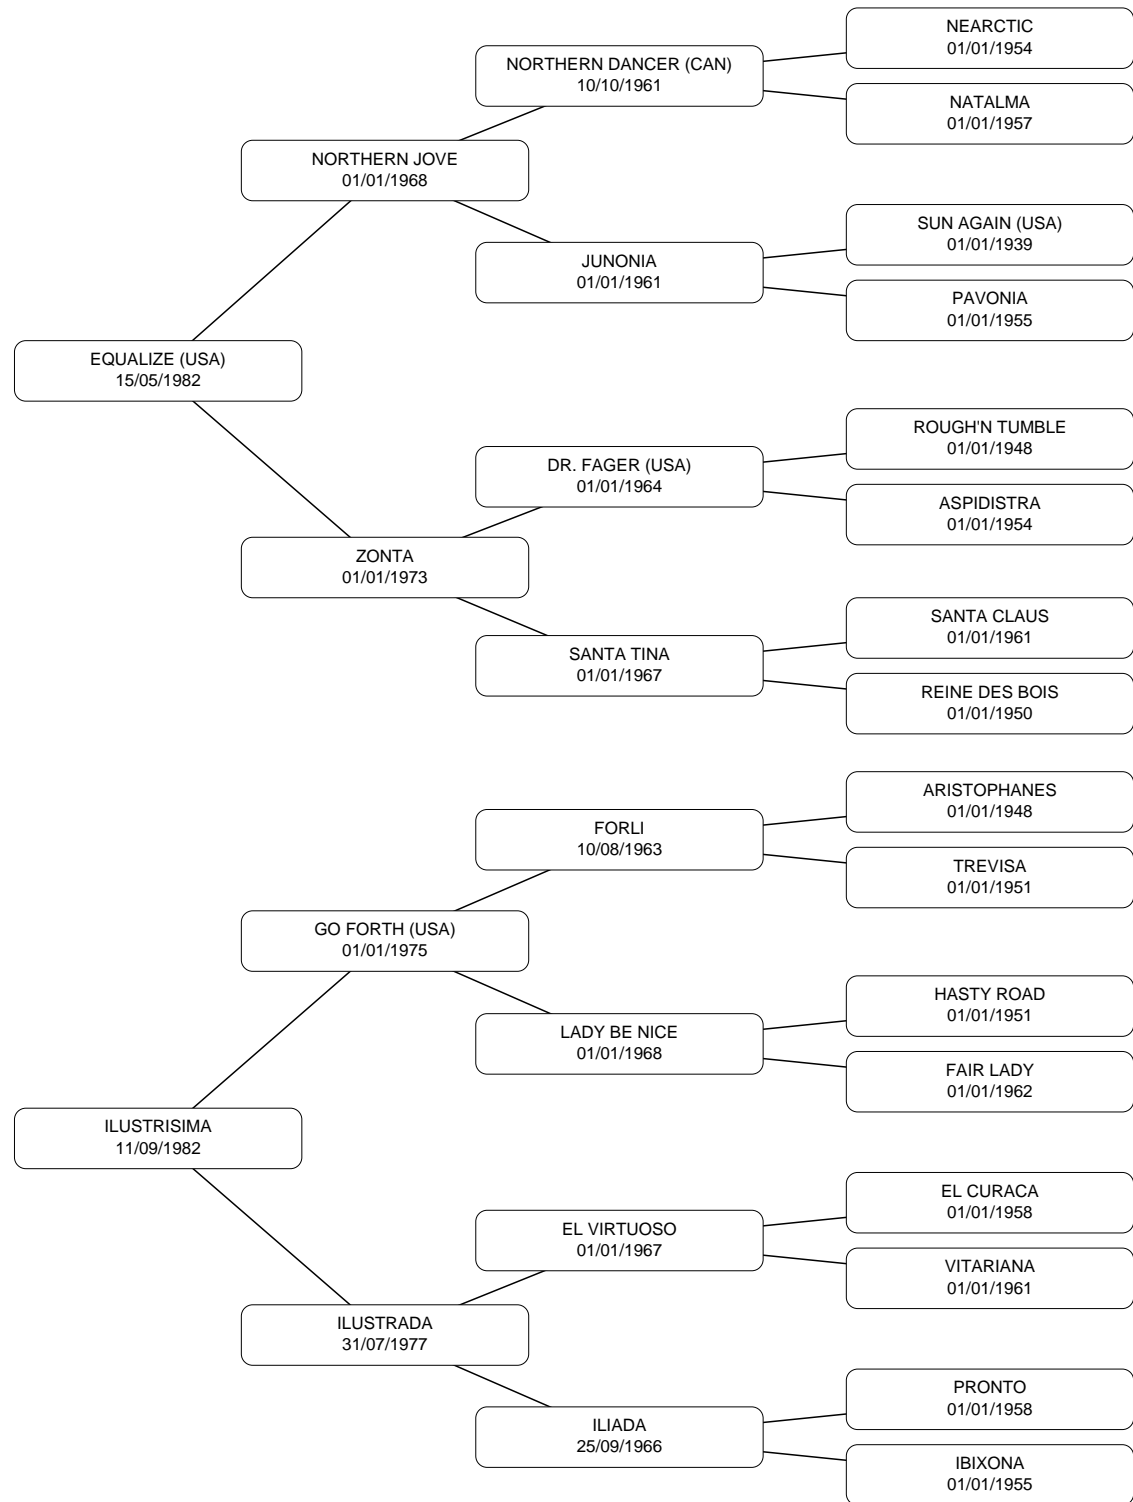 NEARCTIC
01/01/1954
NORTHERN DANCER (CAN)
10/10/1961
NATALMA
01/01/1957
NORTHERN JOVE
01/01/1968
SUN AGAIN (USA)
01/01/1939
JUNONIA
01/01/1961
PAVONIA
01/01/1955
EQUALIZE (USA)
15/05/1982
ROUGH'N TUMBLE
01/01/1948
DR. FAGER (USA)
01/01/1964
ASPIDISTRA
01/01/1954
ZONTA
01/01/1973
SANTA CLAUS
01/01/1961
SANTA TINA
01/01/1967
REINE DES BOIS
01/01/1950
ARISTOPHANES
01/01/1948
FORLI
10/08/1963
TREVISA
01/01/1951
GO FORTH (USA)
01/01/1975
HASTY ROAD
01/01/1951
LADY BE NICE
01/01/1968
FAIR LADY
01/01/1962
ILUSTRISIMA
11/09/1982
EL CURACA
01/01/1958
EL VIRTUOSO
01/01/1967
VITARIANA
01/01/1961
ILUSTRADA
31/07/1977
PRONTO
01/01/1958
ILIADA
25/09/1966
IBIXONA
01/01/1955